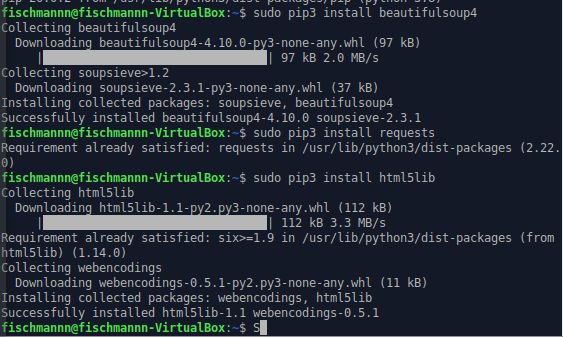 fischmannn@fischmannn-VirtualBox:~$ sudo pip3 install beautifulsoup4
Collecting beautifulsoup4
Downloading beautifulsoup4-4.10.0-py3-none-any.whl (97 kB)
| | 97 kB 2.0 MB/s
Collecting soupsieve>1.2
Downloading soupsieve-2.3.1-py3-none-any.whl (37 kB)
Installing collected packages: soupsieve, beautifulsoup4
Successfully installed beautifulsoup4-4.10.0 soupsieve-2.3.1
fischmannn@fischmannn-VirtualBox:~$ sudo pip3 install requests
Requirement already satisfied: requests in /usr/lib/python3/dist-packages (2.22.
0)
fischmannn@fischmannn-VirtualBox:~$ sudo pip3 install html5lib
Collecting html5lib
Downloading html5lib-1.1-py2.py3-none-any.whl (112 kB)
| | 112 kB 3.3 MB/s
Requirement already satisfied: six>=1.9 in /usr/lib/python3/dist-packages (from
html5lib) (1.14.0)
Collecting webencodings
Downloading webencodings-0.5.1-py2.py3-none-any.whl (11 kB)
Installing collected packages: webencodings, html5lib
Successfully installed html5lib-1.1 webencodings-0.5.1
fischmannn@fischmannn-VirtualBox:~$ S